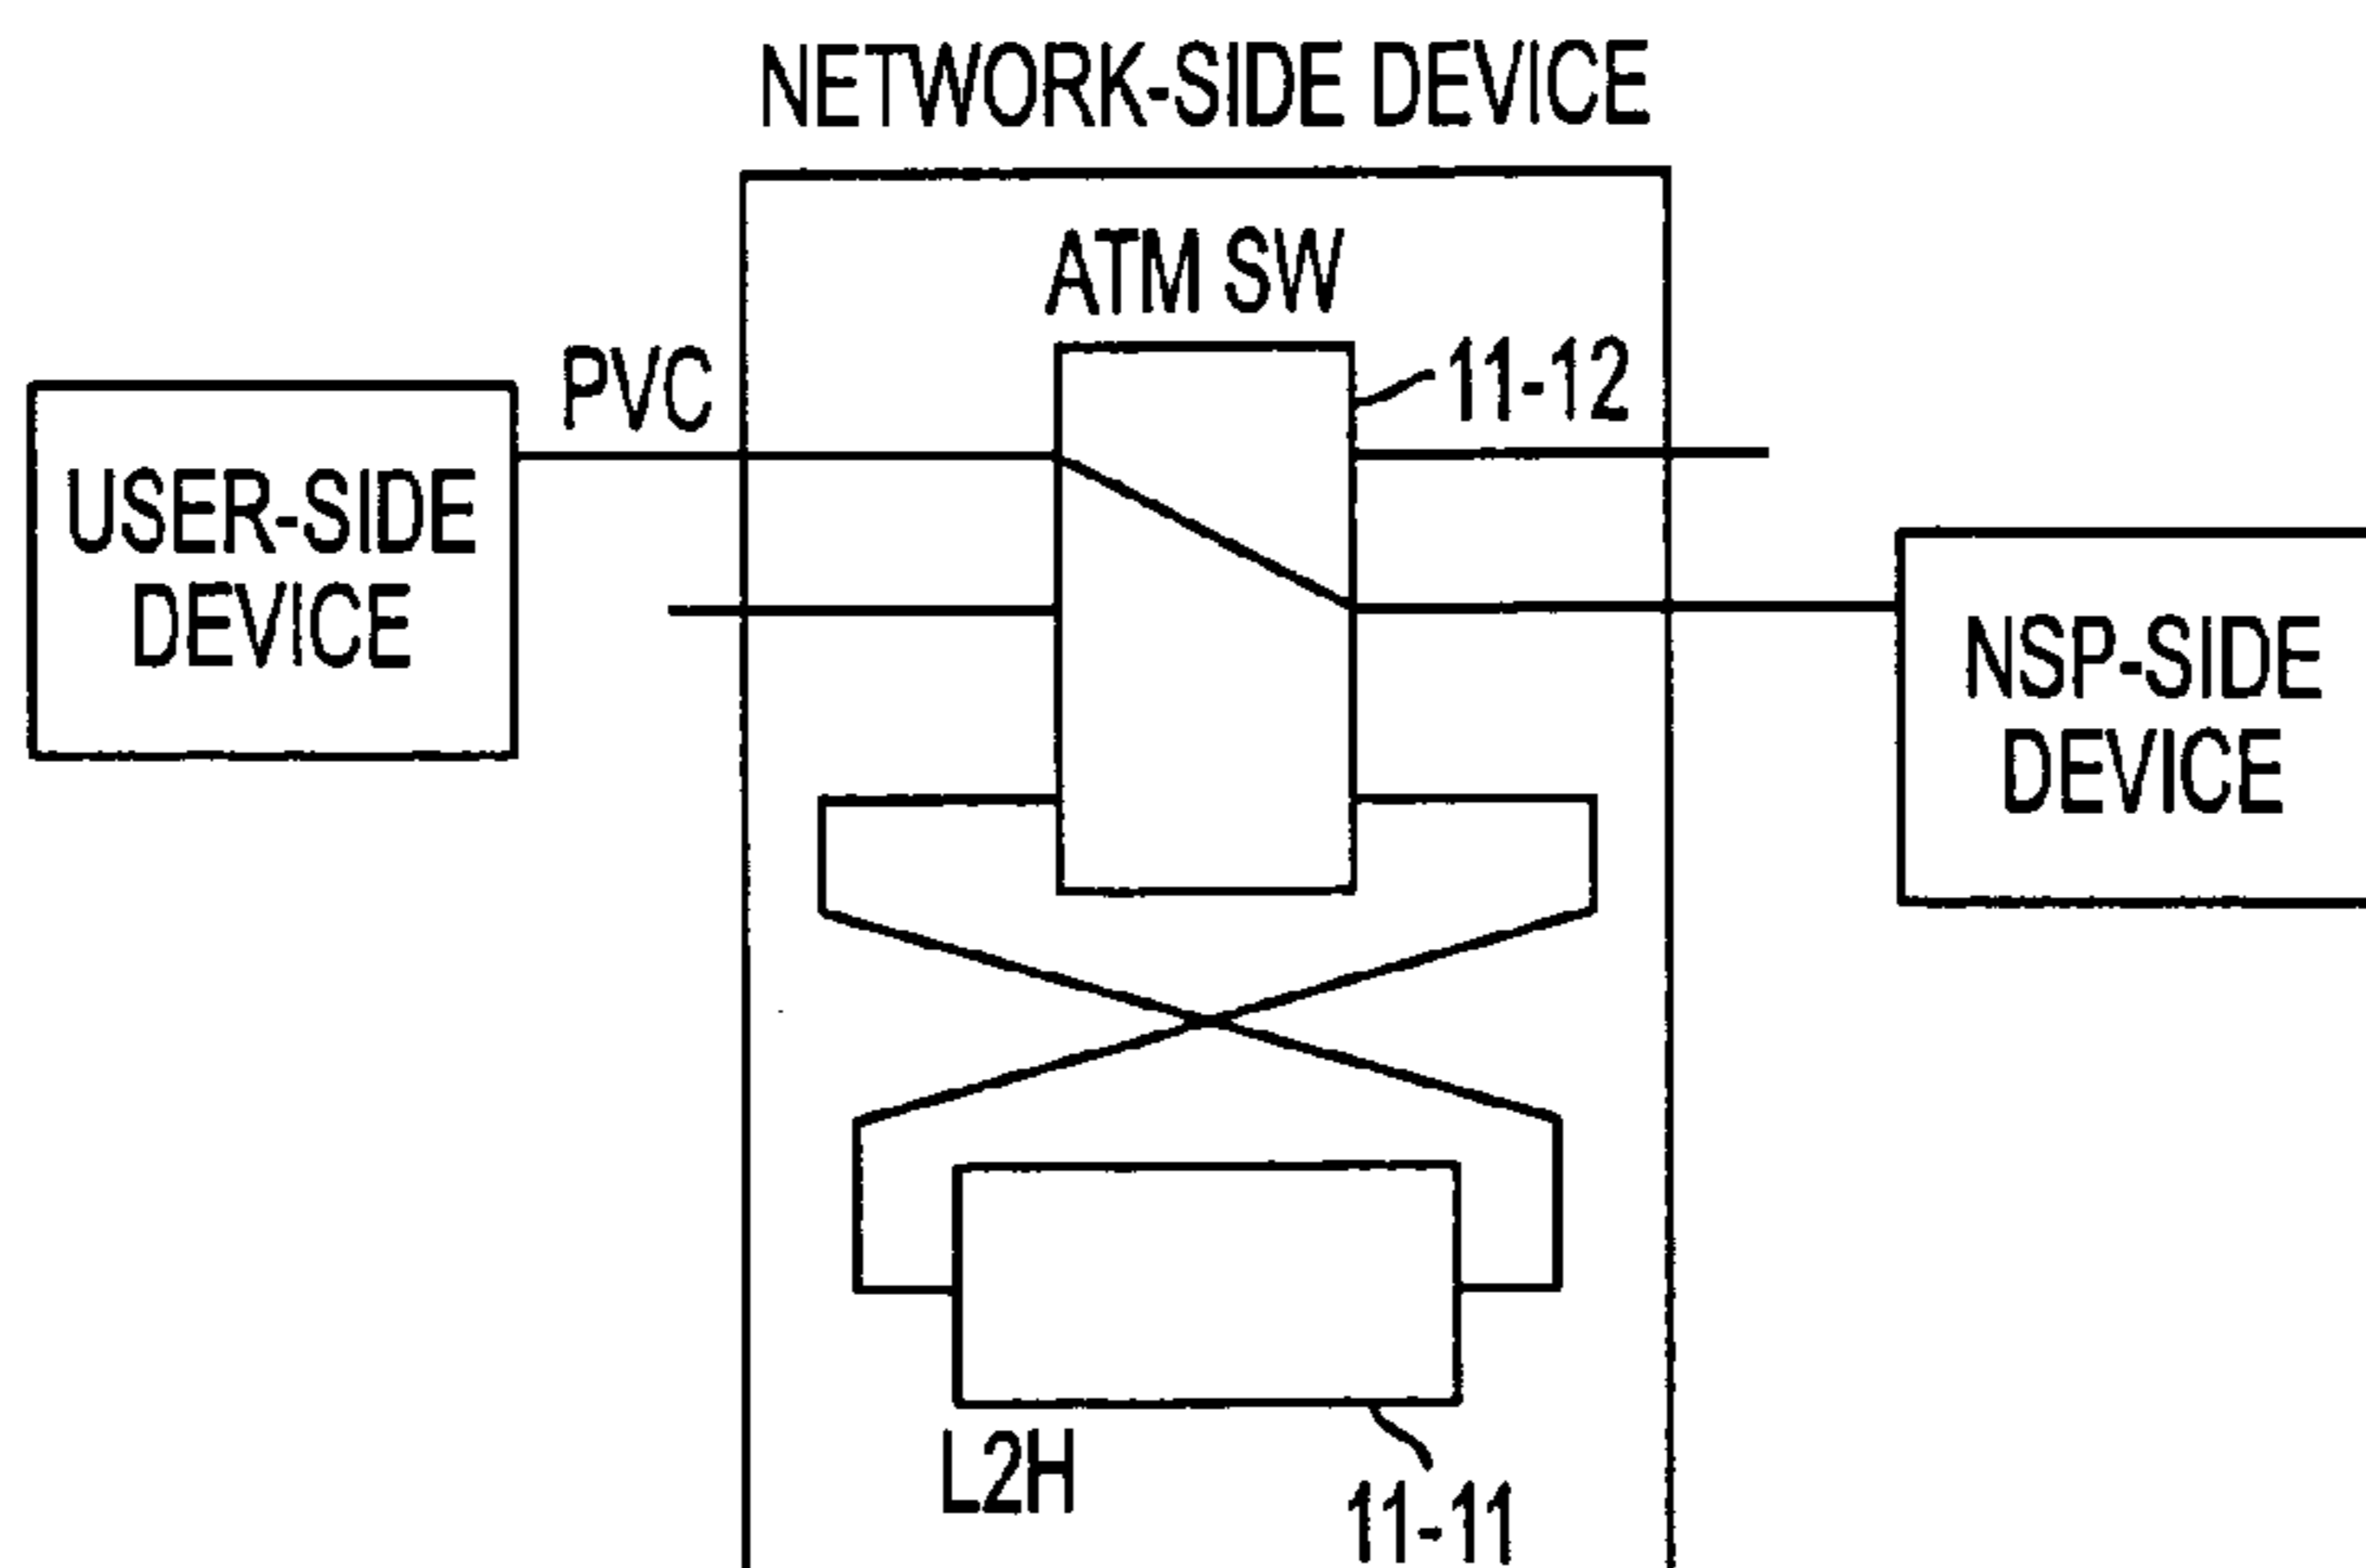 NETWORK-SIDE DEVICE
ATM SW
PVC
11-12
USER-SIDE
DEVICE
NSP-SIDE
DEVICE
L2H
11-11